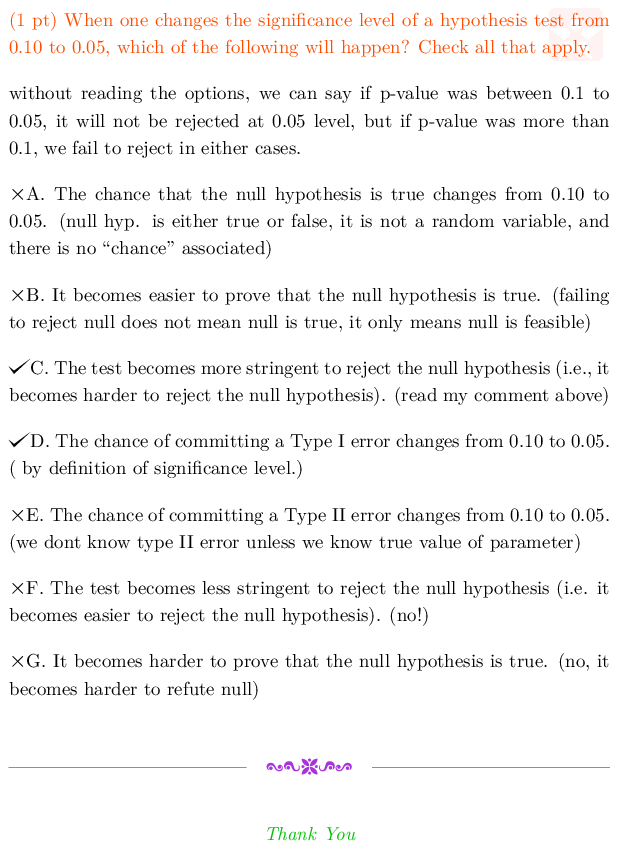 (1 pt) When one changes the significance level of a hypothesis test from
0.10 to 0.05, which of the following will happen? Check all that apply.
without reading the options, we can say if p-value was between 0.1 to
0.05, it will not be rejected at 0.05 level, but if p-value was more than
0.1, we fail to reject in either cases.
×A. The chance that the null hypothesis is true changes from 0.10 to
0.05. (null hyp. is either true or false, it is not a random variable, and
there is no “chance” associated)
×B. It becomes easier to prove that the null hypothesis is true. (failing
to reject null does not mean null is true, it only means null is feasible)
✓C. The test becomes more stringent to reject the null hypothesis (i.e., it
becomes harder to reject the null hypothesis). (read my comment above)
✓D. The chance of committing a Type I error changes from 0.10 to 0.05.
( by definition of significance level.)
×E. The chance of committing a Type II error changes from 0.10 to 0.05.
(we dont know type II error unless we know true value of parameter)
×F. The test becomes less stringent to reject the null hypothesis (i.e. it
becomes easier to reject the null hypothesis). (no!)
×G. It becomes harder to prove that the null hypothesis is true. (no, it
becomes harder to refute null)
Thank You